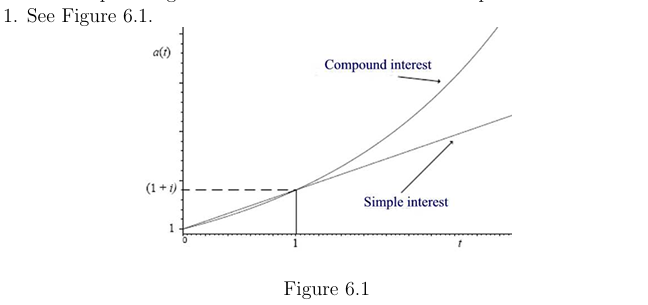 1. See Figure 6.1.
a(t)
Compound interest
(1 + i)
Simple interest
1
0
1
t
Figure 6.1